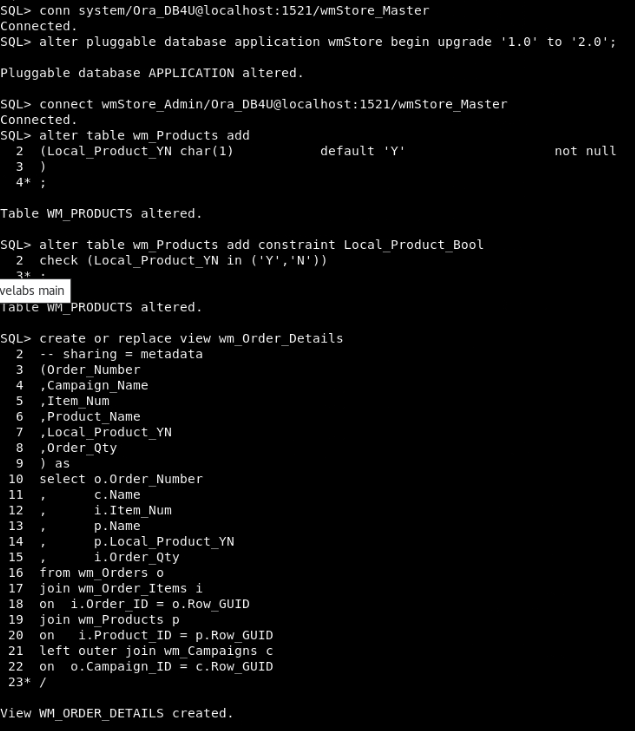 SQL> conn system/Ora_DB4U@localhost:1521/wmStore_Master
Connected.
SQL> alter pluggable database application wmStore begin upgrade '1.0' to '2.0';
Pluggable database APPLICATION altered.
SQL> connect wmStore_Admin/Ora_DB4U@localhost:1521/wmStore_Master
Connected.
SQL> alter table wm_Products add
  2  (Local_Product_YN char(1)           default 'Y'                   not null
  3  )
  4* ;
Table WM_PRODUCTS altered.
SQL> alter table wm_Products add constraint Local_Product_Bool
  2  check (Local_Product_YN in ('Y','N'))
  3* ;
velabs main
Table WM_PRODUCTS altered.
SQL> create or replace view wm_Order_Details
  2  -- sharing = metadata
  3  (Order_Number
  4  ,Campaign_Name
  5  ,Item_Num
  6  ,Product_Name
  7  ,Local_Product_YN
  8  ,Order_Qty
  9  ) as
 10  select o.Order_Number
 11  ,      c.Name
 12  ,      i.Item_Num
 13  ,      p.Name
 14  ,      p.Local_Product_YN
 15  ,      i.Order_Qty
 16  from wm_Orders o
 17  join wm_Order_Items i
 18  on  i.Order_ID = o.Row_GUID
 19  join wm_Products p
 20  on   i.Product_ID = p.Row_GUID
 21  left outer join wm_Campaigns c
 22  on  o.Campaign_ID = c.Row_GUID
 23* /
View WM_ORDER_DETAILS created.